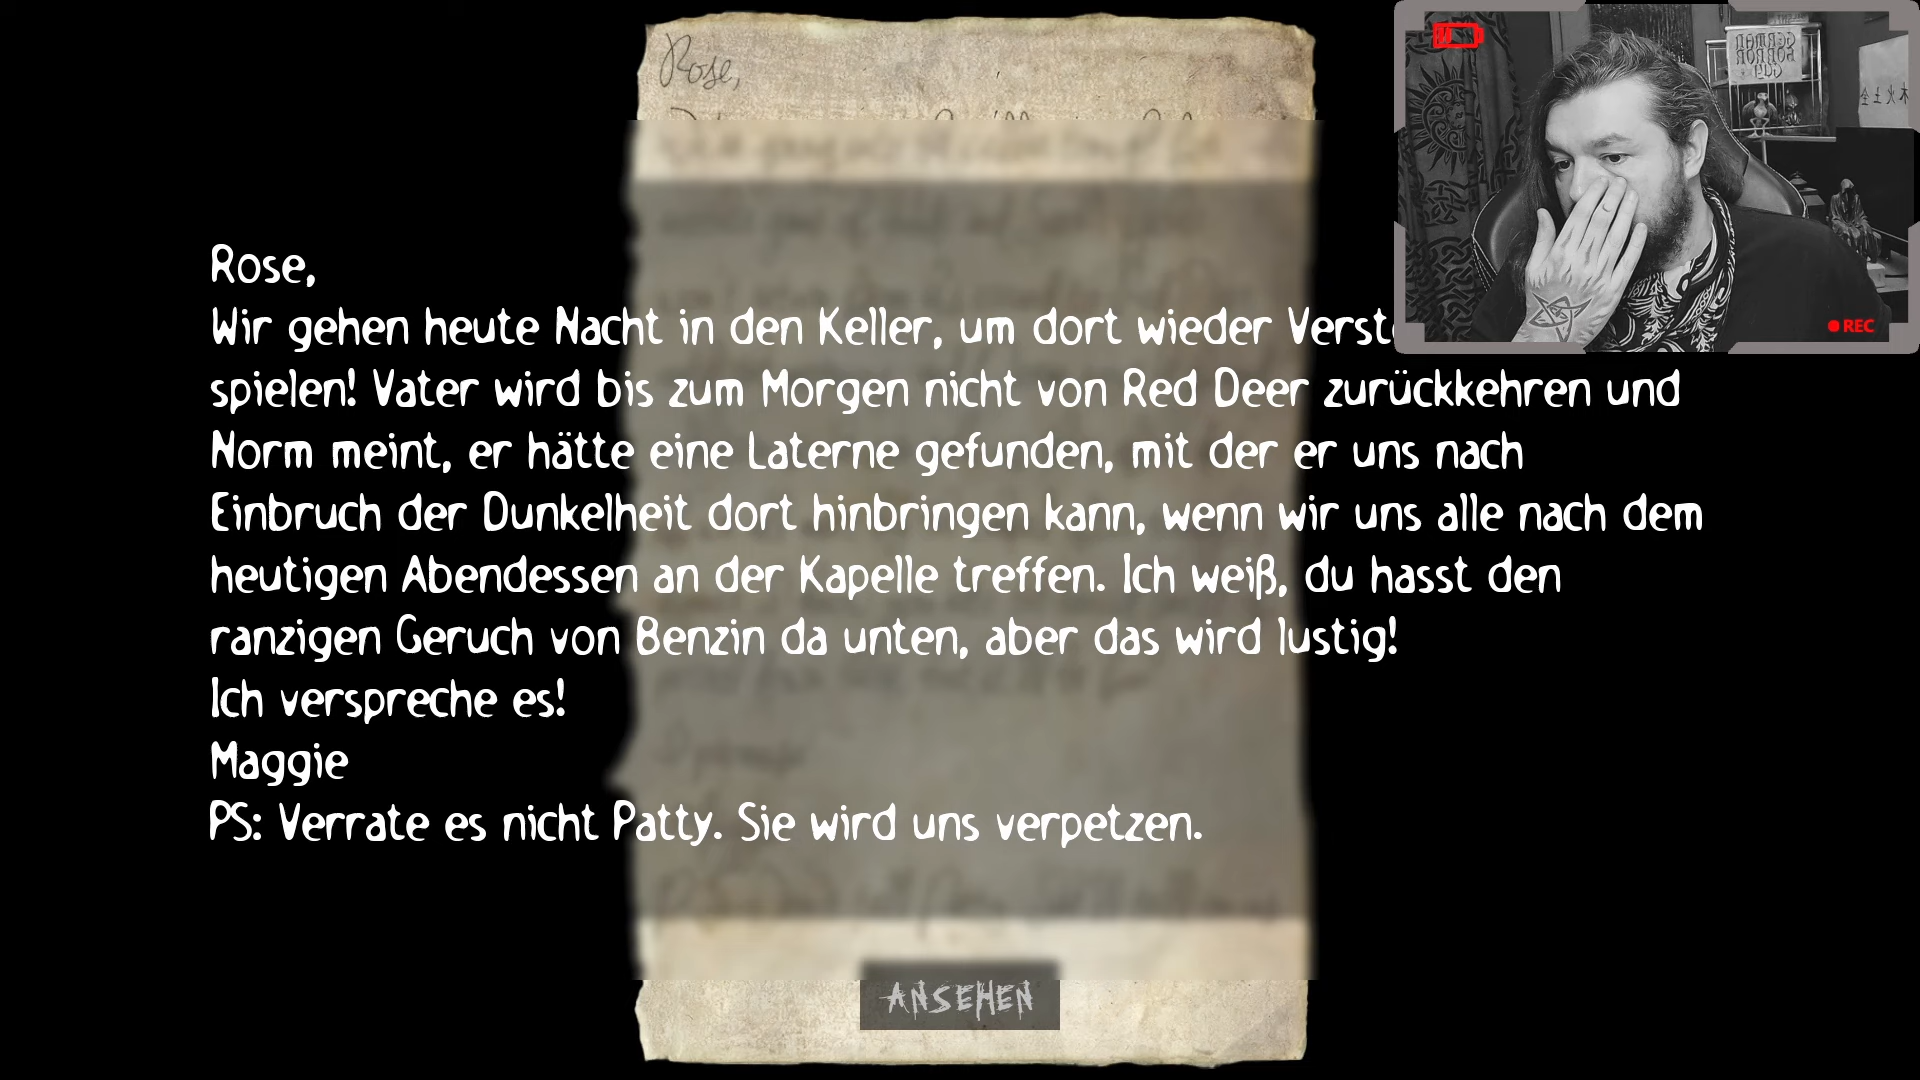 Rose,
Rose,
Wir gehen heute Nacht in den Keller, um dort wieder
spielen! Vater wird bis zum Morgen nicht von Red Deer zurückkehren und
Norm meint, er hätte eine Laterne gefunden, mit der er uns nach
Einbruch der Dunkelheit dort hinbringen kann, wenn wir uns alle nach dem
heutigen Abendessen an der Kapelle treffen. Ich weiß, du hasst den
ranzigen Geruch von Benzin da unten, aber das wird lustig!
Ich verspreche es!
Maggie
PS: Verrate es nicht Patty. Sie wird uns verpetzen.
ANSEHEN
GERMAN
HORROR
GUY
REC